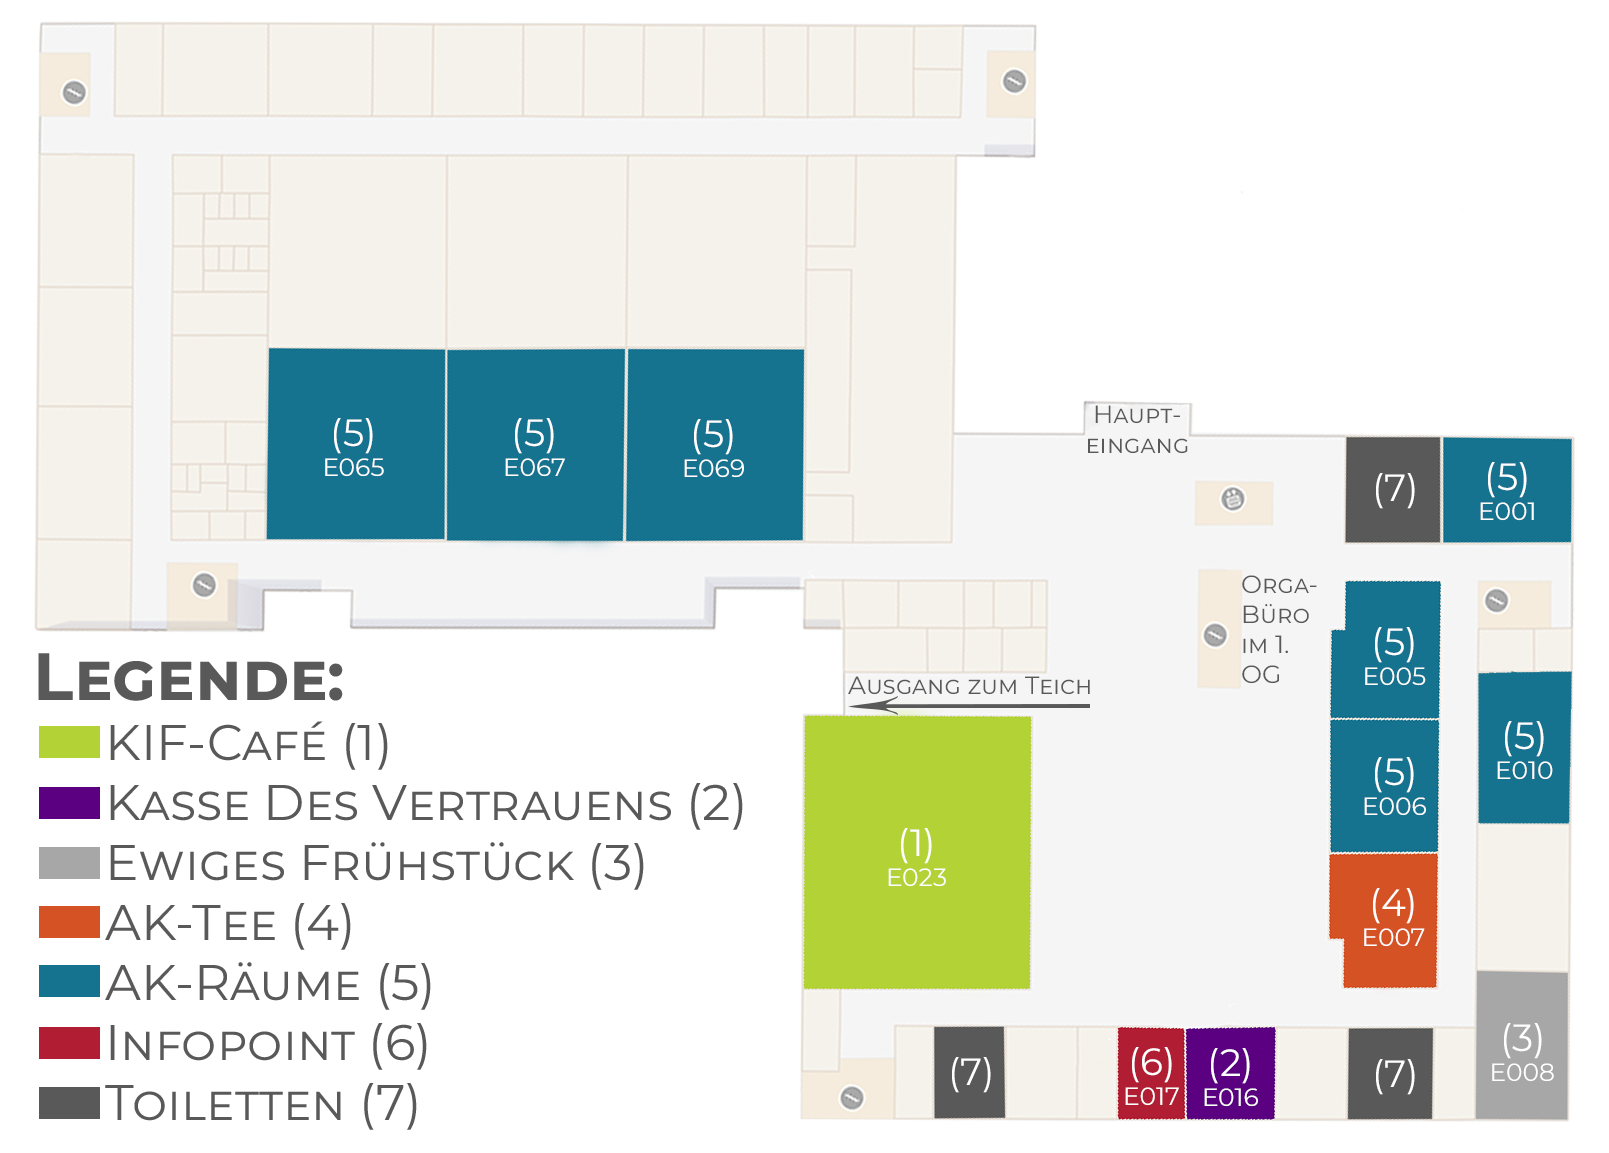 Haupt-
eingang
(5)
E065
(5)
E067
(5)
E069
(7)
(5)
E001
Orga-
Büro
im 1.
OG
(5)
E005
(5)
E006
(4)
E007
(5)
E010
Ausgang zum Teich
(1)
E023
(7)
(6)
E017
(2)
E016
(7)
(3)
E008
Legende:
KIF-Café (1)
Kasse Des Vertrauens (2)
Ewiges Frühstück (3)
AK-Tee (4)
AK-Räume (5)
Infopoint (6)
Toiletten (7)